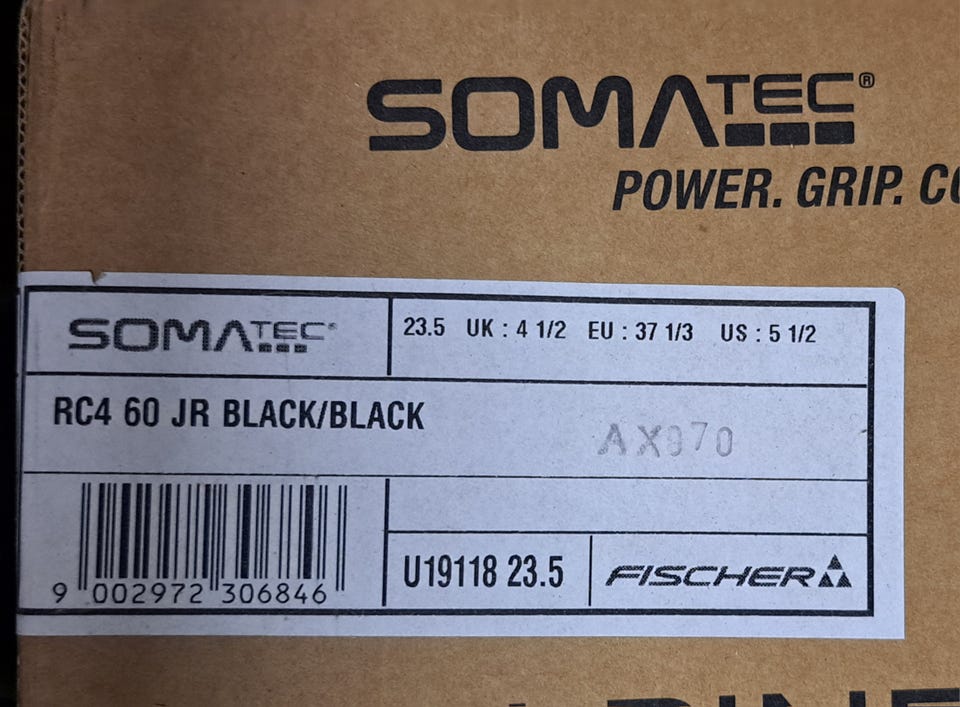 SOMATEC®
POWER. GRIP.
SOMATEC®
23.5 UK : 4 1/2 EU : 37 1/3 US : 5 1/2
RC4 60 JR BLACK/BLACK
AX970
9 002972 306846
U19118 23.5
FISCHER